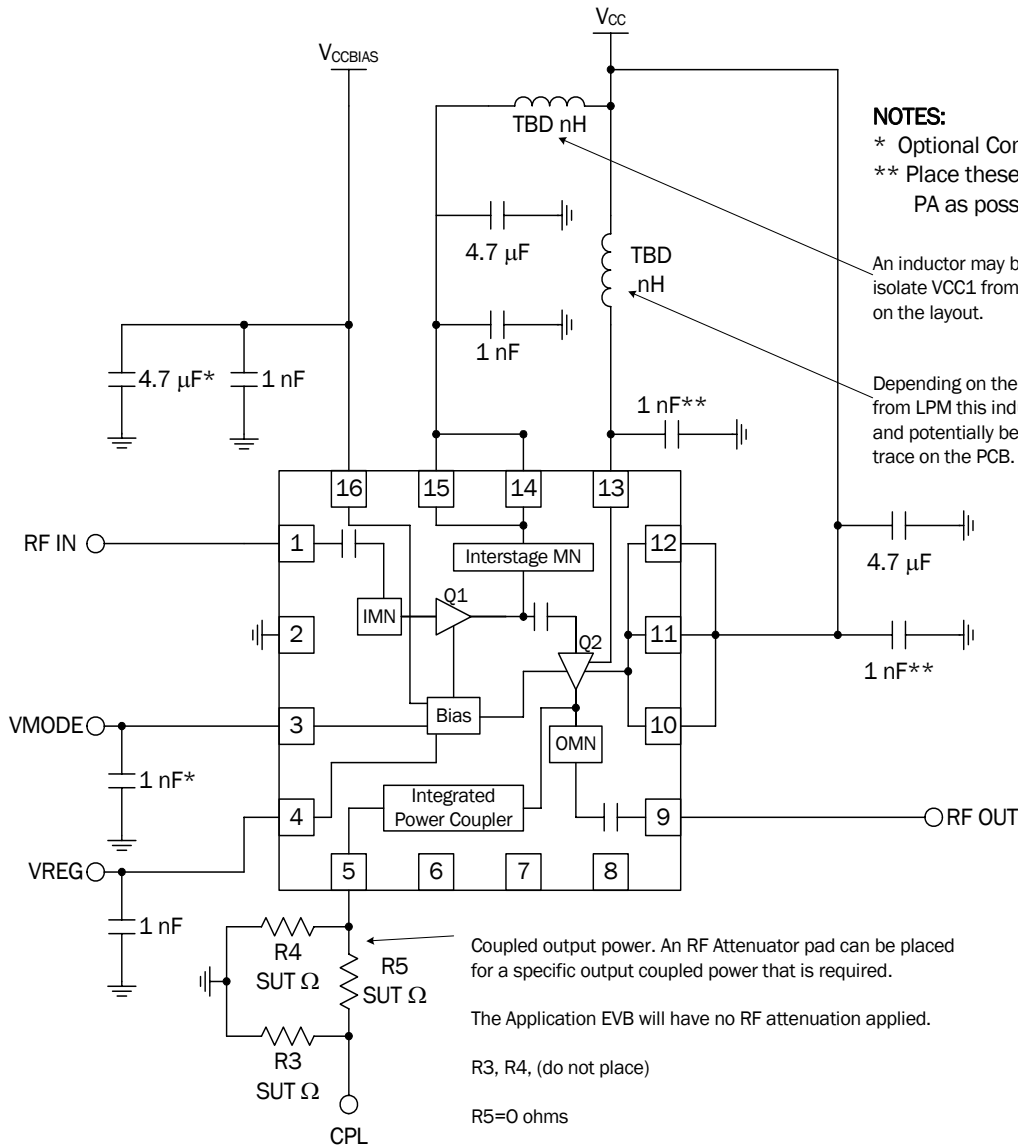 VCC
VCCBIAS
TBD nH
NOTES:
* Optional Con
** Place these
PA as poss
4.7 µF
TBD
nH
An inductor may b
isolate VCC1 from
on the layout.
1 nF
4.7 µF*
1 nF
Depending on the
from LPM this ind
and potentially be
trace on the PCB.
1 nF**
16
15
14
13
RF IN
1
12
Interstage MN
4.7 µF
IMN
Q1
2
11
Q2
1 nF**
VMODE
3
Bias
10
OMN
1 nF*
4
Integrated
Power Coupler
9
RF OUT
VREG
5
6
7
8
1 nF
R4
SUT Ω
R5
SUT Ω
Coupled output power. An RF Attenuator pad can be placed
for a specific output coupled power that is required.
The Application EVB will have no RF attenuation applied.
R3
SUT Ω
R3, R4, (do not place)
R5=0 ohms
CPL